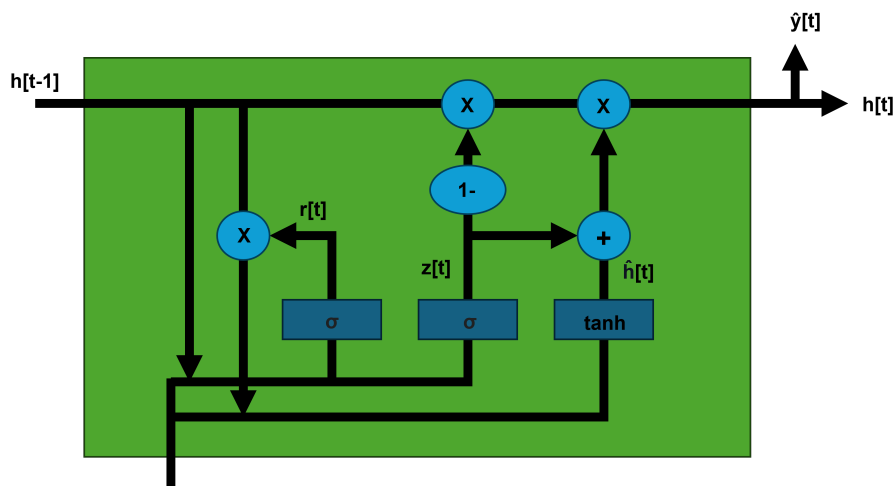 ŷ[t]
h[t-1]
X
X
h[t]
1-
r[t]
X
+
z[t]
ĥ[t]
σ
σ
tanh